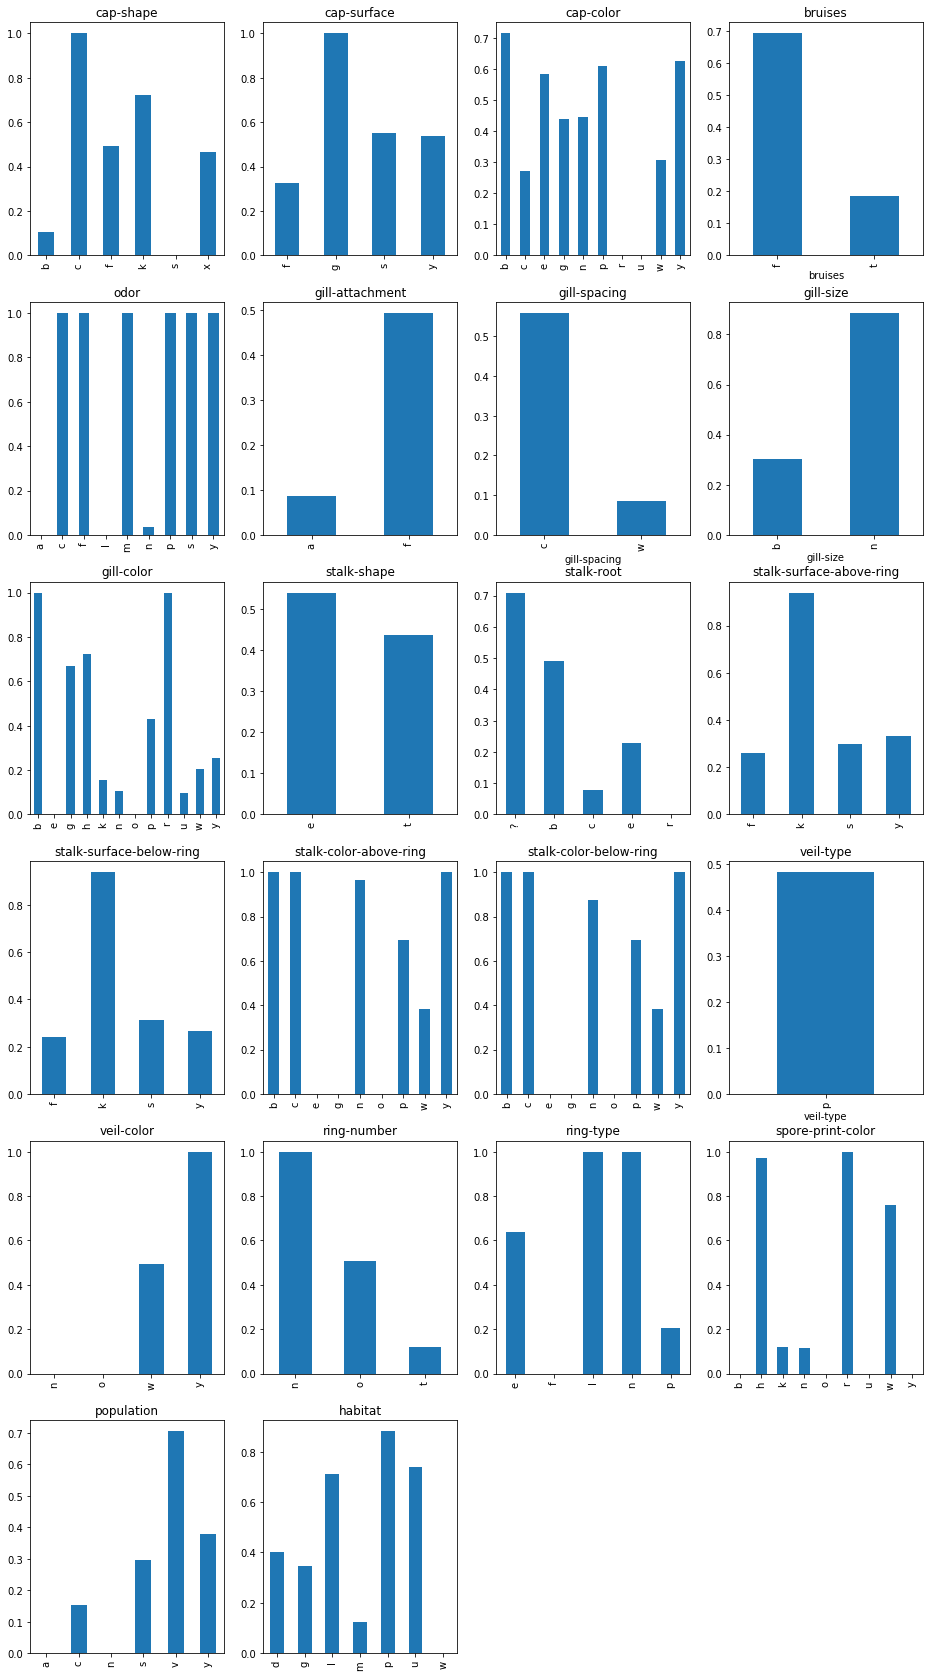 cap-shape cap-surface cap-color bruises
1.0 0.8 0.6 0.4 0.2 0.0
b c f k s x
1.0 0.8 0.6 0.4 0.2 0.0
f g s y
0.7 0.6 0.5 0.4 0.3 0.2 0.1 0.0
b c e g n p r u w y
0.7 0.6 0.5 0.4 0.3 0.2 0.1 0.0
f t
bruises
odor gill-attachment gill-spacing gill-size
1.0 0.8 0.6 0.4 0.2 0.0
a c f l m n p s y
0.5 0.4 0.3 0.2 0.1 0.0
a f
0.5 0.4 0.3 0.2 0.1 0.0
c w
gill-spacing
0.8 0.6 0.4 0.2 0.0
b n
gill-size
gill-color stalk-shape stalk-root stalk-surface-above-ring
1.0 0.8 0.6 0.4 0.2 0.0
b e g h k n o p r u w y
0.5 0.4 0.3 0.2 0.1 0.0
e t
0.7 0.6 0.5 0.4 0.3 0.2 0.1 0.0
? b c e r
0.8 0.6 0.4 0.2 0.0
f k s y
stalk-surface-below-ring stalk-color-above-ring stalk-color-below-ring veil-type
0.8 0.6 0.4 0.2 0.0
f k s y
1.0 0.8 0.6 0.4 0.2 0.0
b c e g n o p w y
1.0 0.8 0.6 0.4 0.2 0.0
b c e g n o p w y
0.5 0.4 0.3 0.2 0.1 0.0
p
veil-type
veil-color ring-number ring-type spore-print-color
1.0 0.8 0.6 0.4 0.2 0.0
n o w y
1.0 0.8 0.6 0.4 0.2 0.0
n o t
1.0 0.8 0.6 0.4 0.2 0.0
e f l n p
1.0 0.8 0.6 0.4 0.2 0.0
b h k n o r u w y
population habitat
0.7 0.6 0.5 0.4 0.3 0.2 0.1 0.0
a c n s v y
0.8 0.6 0.4 0.2 0.0
d g l m p u w